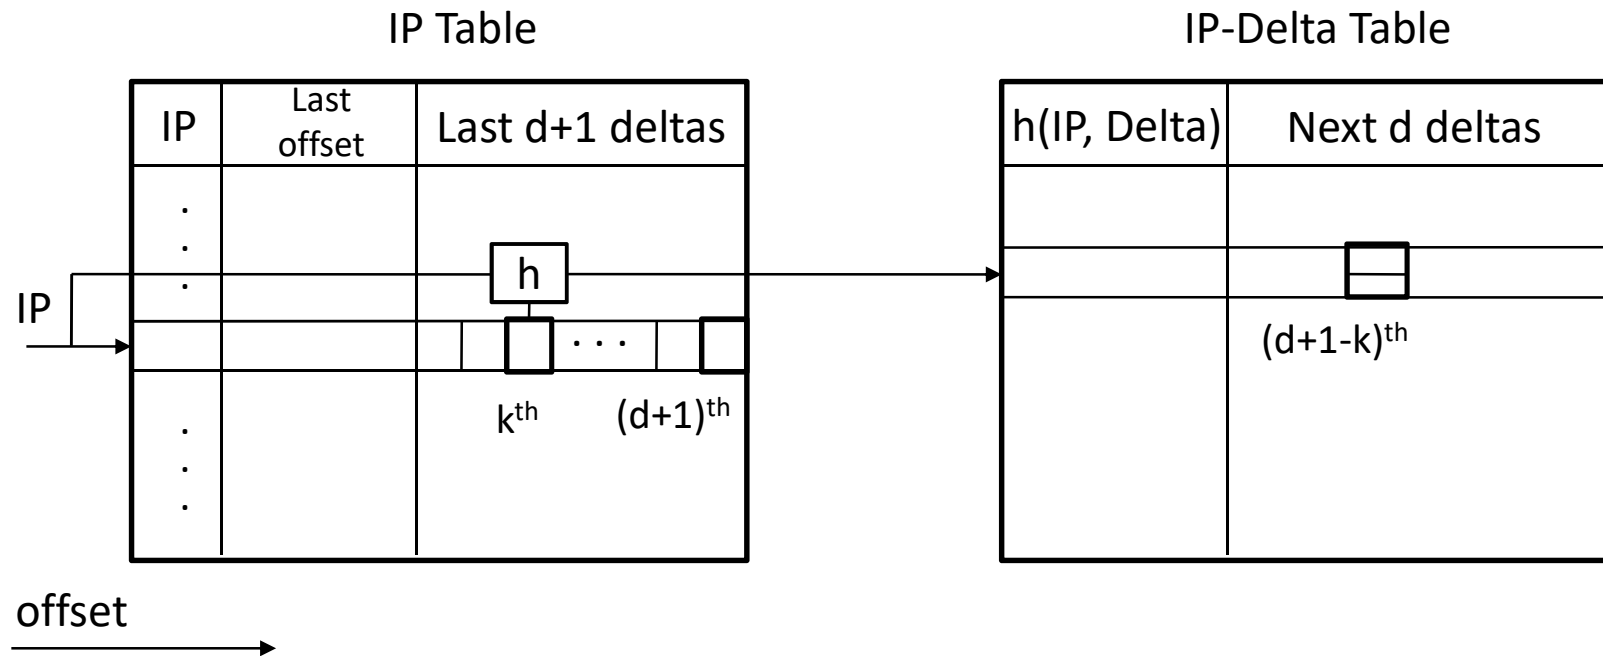 IP Table
IP-Delta Table
IP
Last
offset
Last d+1 deltas
h(IP, Delta)
Next d deltas
h
IP
. . .
kth
(d+1)th
(d+1-k)th
offset